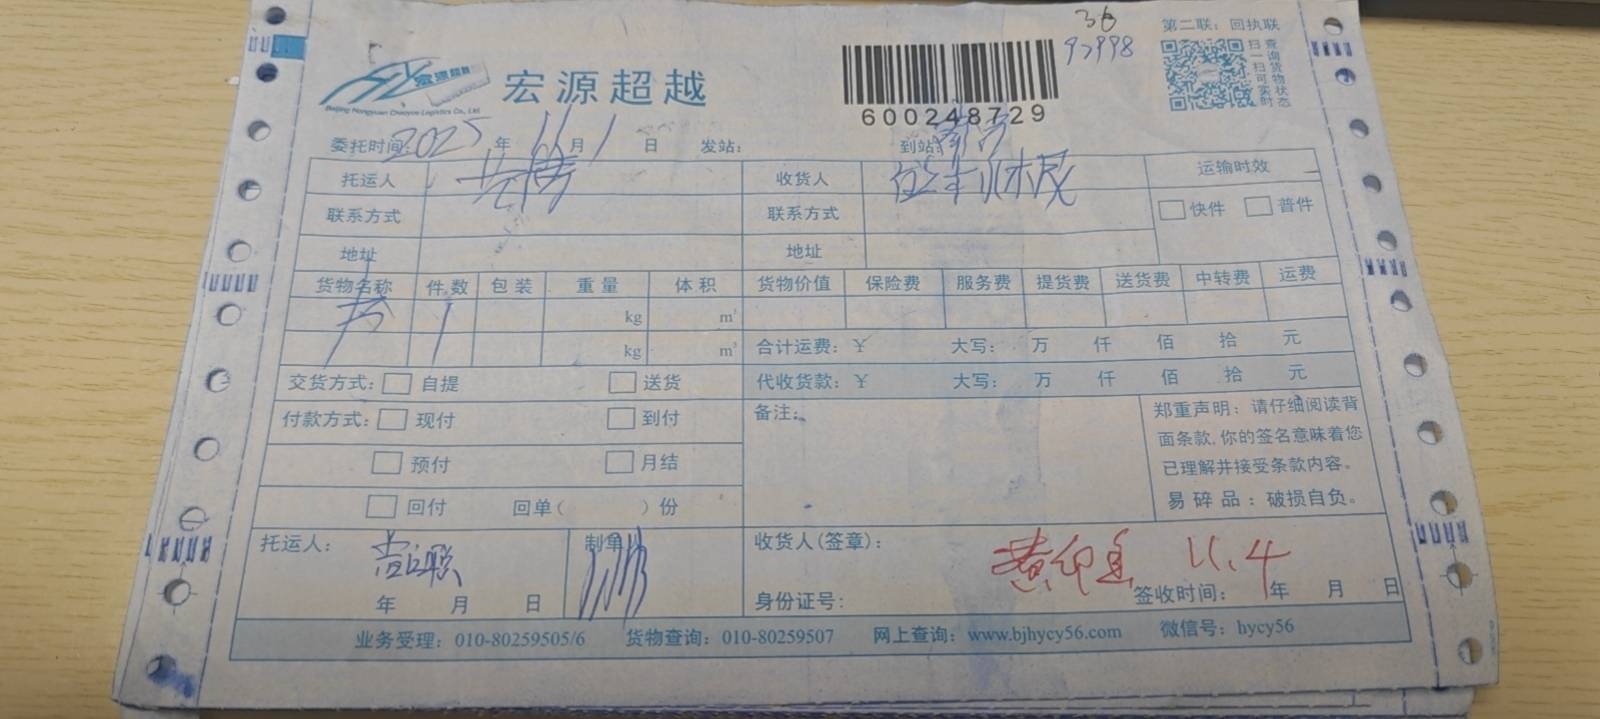 36
93998
第二联：回执联
扫一扫可实时
查询货物状态
宏源超越
Beijing Hongyuan Chaoyue Logistics Co., Ltd.
宏源超越
600248729
委托时间 2025 年 11 月 1 日 发站： 到站：
托运人 收货人 运输时效
联系方式 联系方式 快件 普件
地址 地址
货物名称 件数 包装 重量 体积 货物价值 保险费 服务费 提货费 送货费 中转费 运费
书 1 kg m³
kg m³ 合计运费：￥ 大写： 万 仟 佰 拾 元
交货方式： 自提 送货 代收货款：￥ 大写： 万 仟 佰 拾 元
付款方式： 现付 到付 备注：
预付 月结
回付 回单（ ）份
郑重声明：请仔细阅读背
面条款,你的签名意味着您
已理解并接受条款内容。
易碎品：破损自负。
托运人： 制单 收货人(签章)： 11.4
年 月 日 身份证号： 签收时间： 年 月 日
业务受理：010-80259505/6 货物查询：010-80259507 网上查询：www.bjhycy56.com 微信号：hycy56